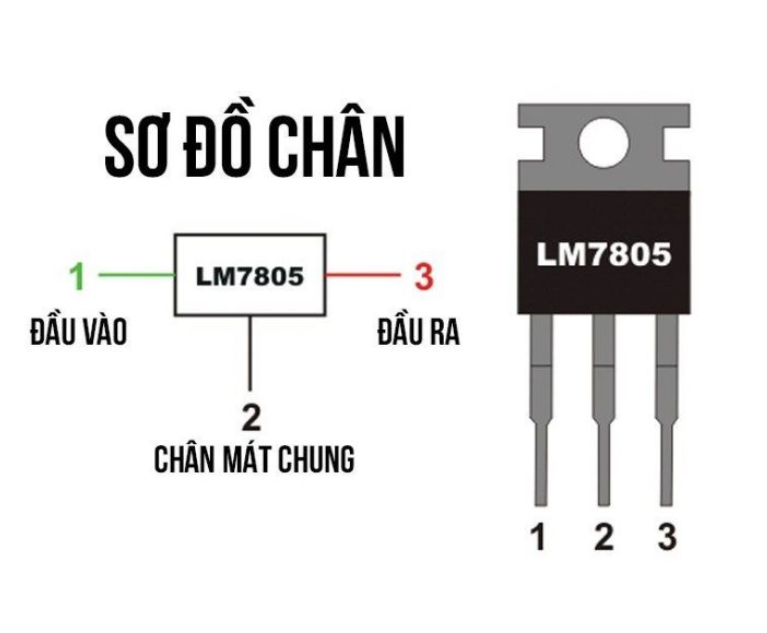 SƠ ĐỒ CHÂN
LM7805
1
LM7805
3
ĐẦU VÀO
ĐẦU RA
2
CHÂN MÁT CHUNG
1 2 3